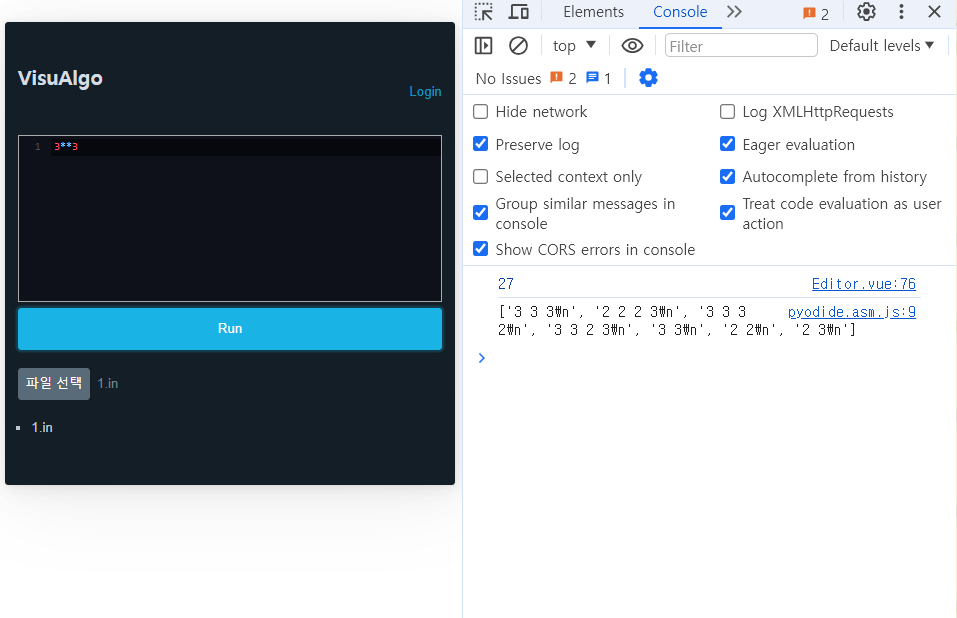 VisuAlgo
Login
1 3**3
Run
파일 선택 1.in
1.in
Elements Console
2
top
Filter
Default levels
No Issues 2 1
Hide network
Log XMLHttpRequests
Preserve log
Eager evaluation
Selected context only
Autocomplete from history
Group similar messages in
console
Treat code evaluation as user
action
Show CORS errors in console
27 Editor.vue:76
['3 3 3₩n', '2 2 2 3₩n', '3 3 3 pyodide.asm.js:9
2₩n', '3 3 2 3₩n', '3 3₩n', '2 2₩n', '2 3₩n']